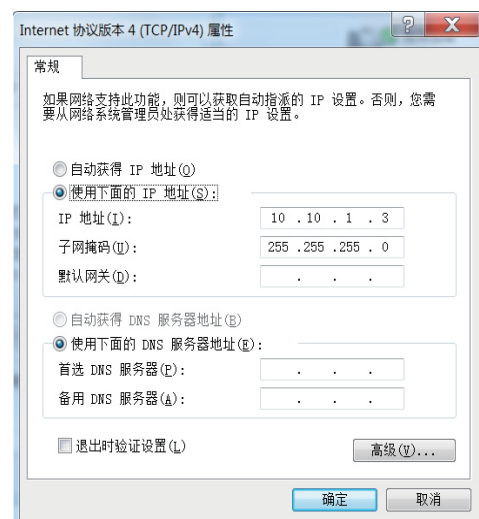 Internet 协议版本 4 (TCP/IPv4) 属性
常规
如果网络支持此功能，则可以获取自动指派的 IP 设置。否则，您需
要从网络系统管理员处获得适当的 IP 设置。
自动获得 IP 地址(O)
使用下面的 IP 地址(S):
IP 地址(I): 10 . 10 . 1 . 3
子网掩码(U): 255 . 255 . 255 . 0
默认网关(D): . . .
自动获得 DNS 服务器地址(B)
使用下面的 DNS 服务器地址(E):
首选 DNS 服务器(P): . . .
备用 DNS 服务器(A): . . .
退出时验证设置(L)
高级(V)...
确定 取消